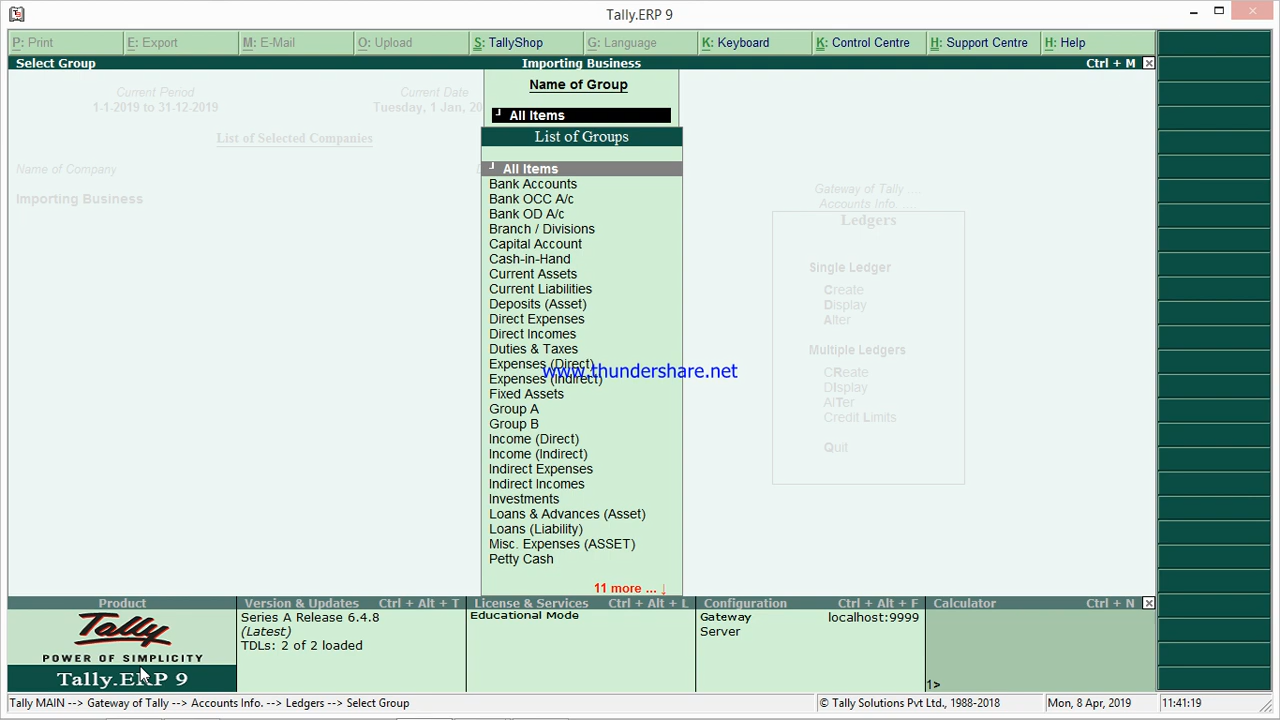 Tally.ERP 9
P: Print E: Export M: E-Mail O: Upload S: TallyShop G: Language K: Keyboard K: Control Centre H: Support Centre H: Help
Select Group Importing Business Ctrl + M
Current Period Current Date
1-1-2019 to 31-12-2019 Tuesday, 1 Jan, 20
List of Selected Companies
Name of Company
Importing Business
Name of Group
All Items
List of Groups
All Items
Bank Accounts
Bank OCC A/c
Bank OD A/c
Branch / Divisions
Capital Account
Cash-in-Hand
Current Assets
Current Liabilities
Deposits (Asset)
Direct Expenses
Direct Incomes
Duties & Taxes
Expenses (Direct)
Expenses (Indirect)
Fixed Assets
Group A
Group B
Income (Direct)
Income (Indirect)
Indirect Expenses
Indirect Incomes
Investments
Loans & Advances (Asset)
Loans (Liability)
Misc. Expenses (ASSET)
Petty Cash
11 more ... ↓
www.thundershare.net
Gateway of Tally ....
Accounts Info. ....
Ledgers
Single Ledger
Create
Display
Alter
Multiple Ledgers
CReate
DIsplay
AlTer
Credit Limits
Quit
Product
Tally
POWER OF SIMPLICITY
Tally.ERP 9
Version & Updates Ctrl + Alt + T
Series A Release 6.4.8
(Latest)
TDLs: 2 of 2 loaded
License & Services Ctrl + Alt + L
Educational Mode
Configuration Ctrl + Alt + F
Gateway localhost:9999
Server
Calculator Ctrl + N
1>
Tally MAIN --> Gateway of Tally --> Accounts Info. --> Ledgers --> Select Group © Tally Solutions Pvt Ltd., 1988-2018 Mon, 8 Apr, 2019 11:41:19